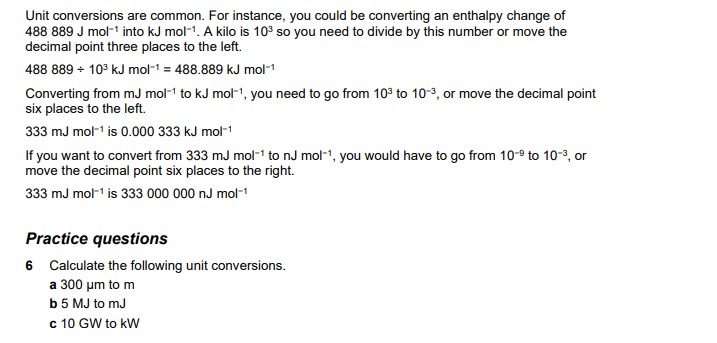 Unit conversions are common. For instance, you could be converting an enthalpy change of
488 889 J mol⁻¹ into kJ mol⁻¹. A kilo is 10³ so you need to divide by this number or move the
decimal point three places to the left.
488 889 ÷ 10³ kJ mol⁻¹ = 488.889 kJ mol⁻¹
Converting from mJ mol⁻¹ to kJ mol⁻¹, you need to go from 10³ to 10⁻³, or move the decimal point
six places to the left.
333 mJ mol⁻¹ is 0.000 333 kJ mol⁻¹
If you want to convert from 333 mJ mol⁻¹ to nJ mol⁻¹, you would have to go from 10⁻⁹ to 10⁻³, or
move the decimal point six places to the right.
333 mJ mol⁻¹ is 333 000 000 nJ mol⁻¹
Practice questions
6 Calculate the following unit conversions.
a 300 µm to m
b 5 MJ to mJ
c 10 GW to kW